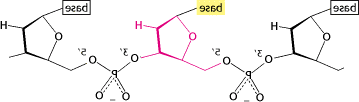 base base base
H H H
O O O
5' 3' 5' 3'
O O O O
P P
O O
− −